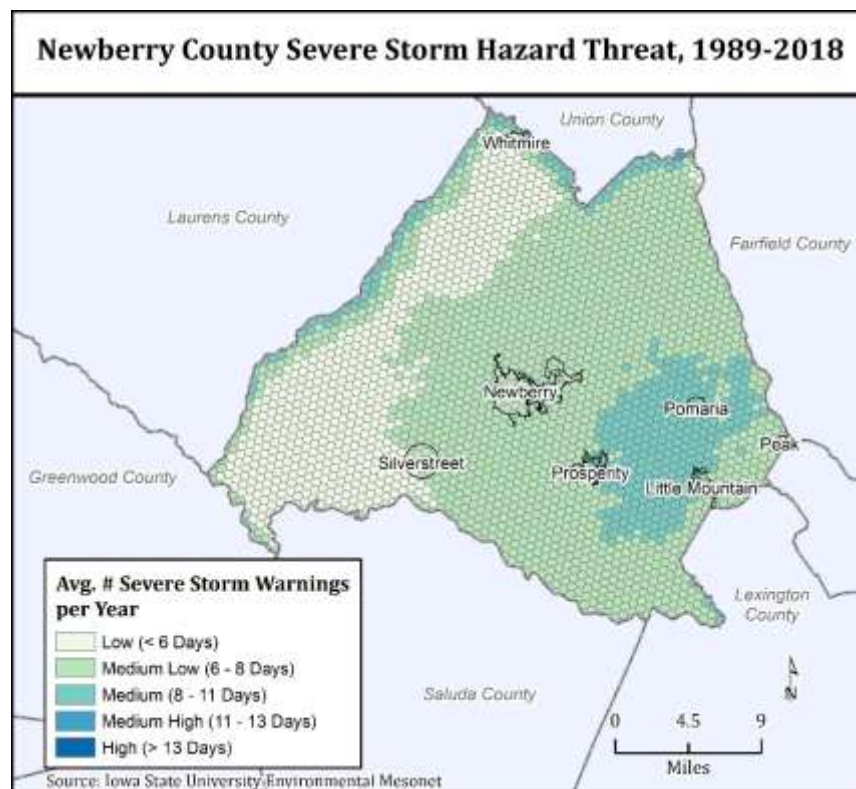 Newberry County Severe Storm Hazard Threat, 1989-2018
Union County
Whitmire
Laurens County
Fairfield County
Newberry
Pomaria
Peak
Silverstreet
Prosperity
Little Mountain
Greenwood County
Avg. # Severe Storm Warnings
per Year
Low (< 6 Days)
Medium Low (6 - 8 Days)
Medium (8 - 11 Days)
Medium High (11 - 13 Days)
High (> 13 Days)
Lexington
County
Saluda County
N
0 4.5 9
Miles
Source: Iowa State University Environmental Mesonet